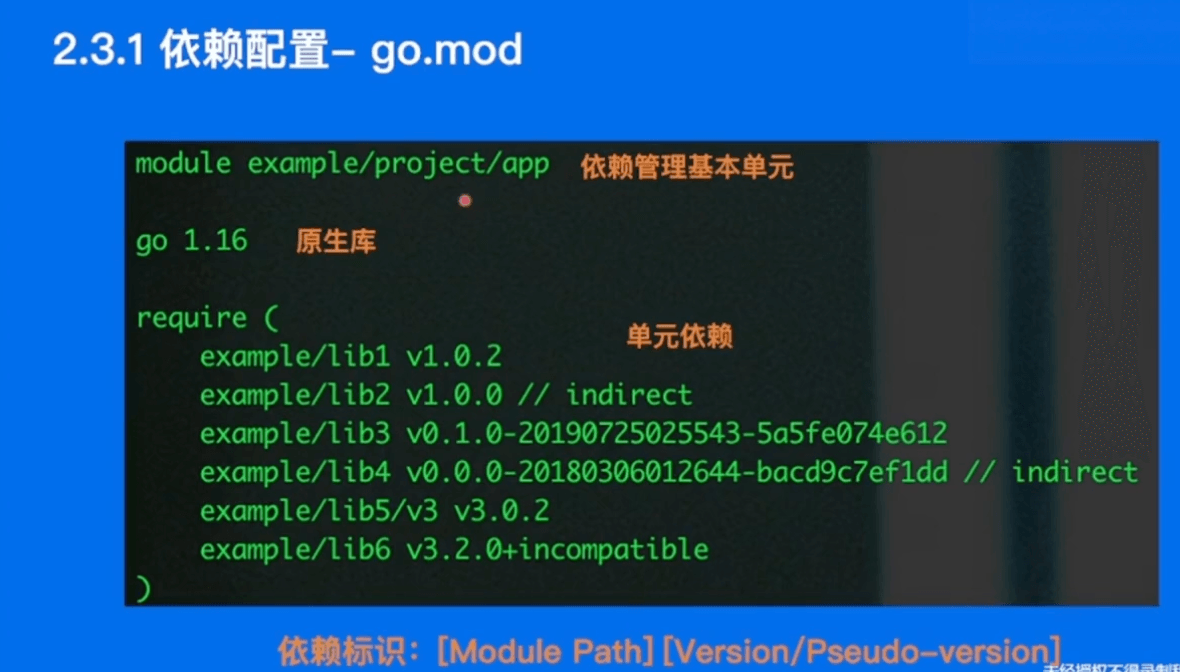 2.3.1 依赖配置- go.mod
module example/project/app 依赖管理基本单元
go 1.16 原生库
require (
单元依赖
example/lib1 v1.0.2
example/lib2 v1.0.0 // indirect
example/lib3 v0.1.0-20190725025543-5a5fe074e612
example/lib4 v0.0.0-20180306012644-bacd9c7ef1dd // indirect
example/lib5/v3 v3.0.2
example/lib6 v3.2.0+incompatible
)
依赖标识：[Module Path][Version/Pseudo-version]